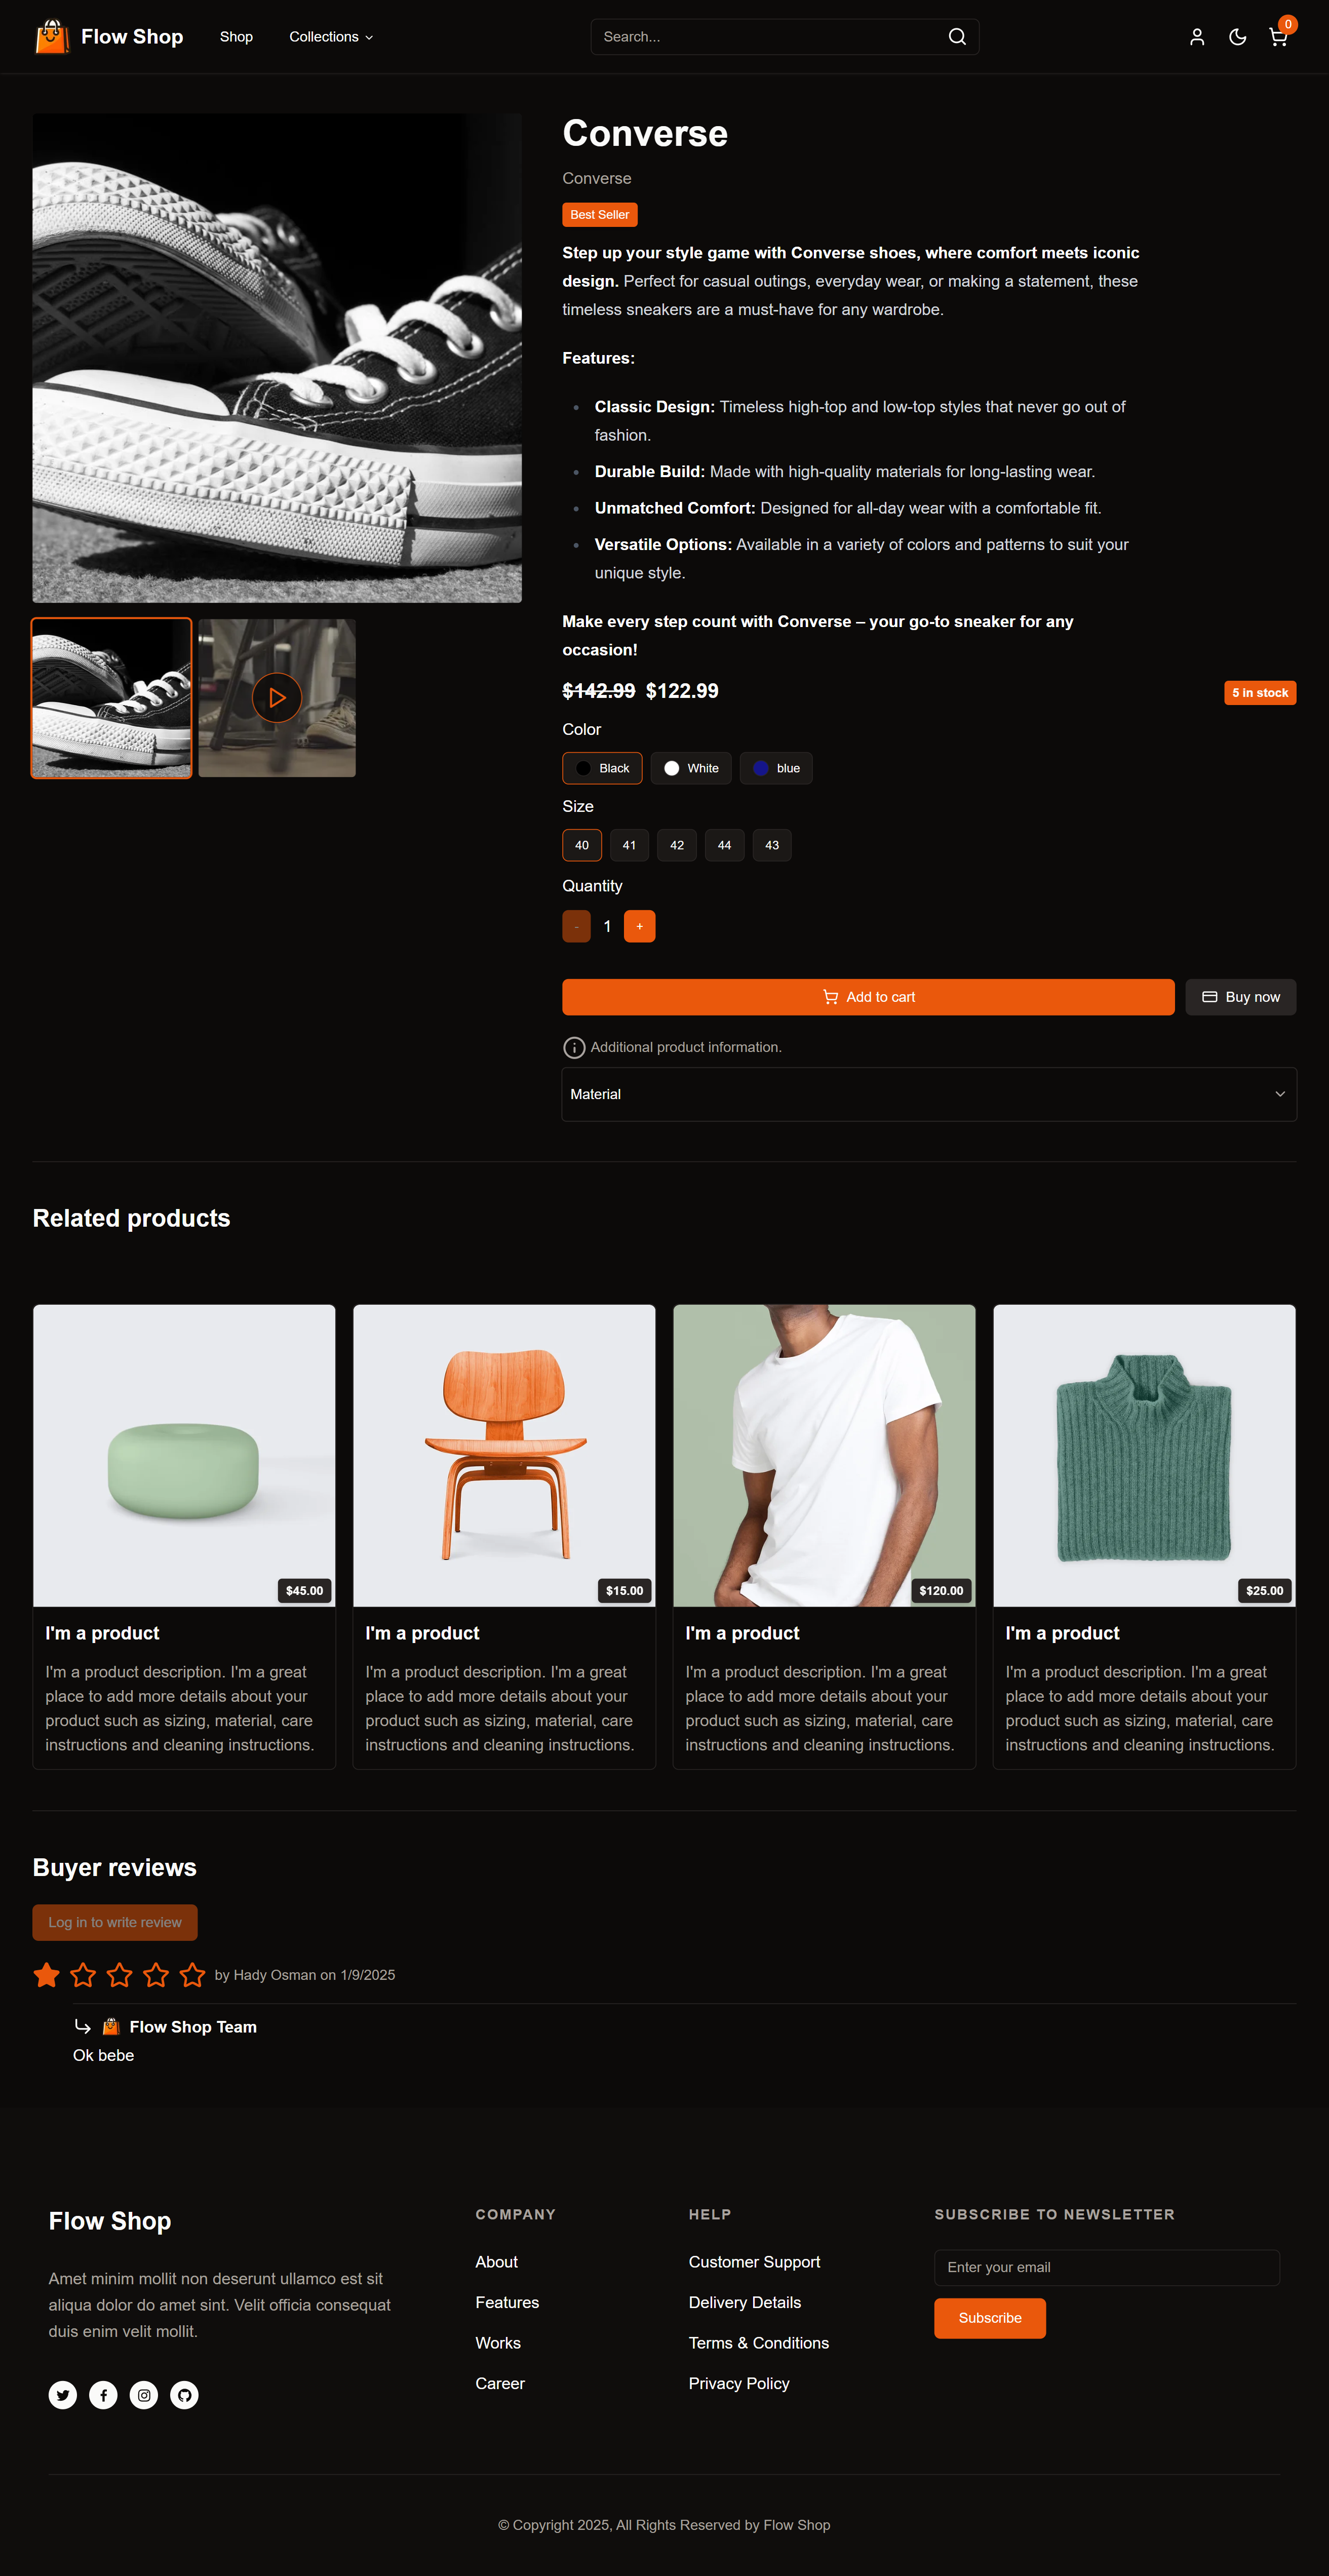 Flow Shop
Shop
Collections
Search...
0
Converse
Converse
Best Seller
Step up your style game with Converse shoes, where comfort meets iconic
design. Perfect for casual outings, everyday wear, or making a statement, these
timeless sneakers are a must-have for any wardrobe.
Features:
Classic Design: Timeless high-top and low-top styles that never go out of
fashion.
Durable Build: Made with high-quality materials for long-lasting wear.
Unmatched Comfort: Designed for all-day wear with a comfortable fit.
Versatile Options: Available in a variety of colors and patterns to suit your
unique style.
Make every step count with Converse – your go-to sneaker for any
occasion!
$142.99 $122.99
5 in stock
Color
Black
White
blue
Size
40
41
42
44
43
Quantity
-
1
+
Add to cart
Buy now
Additional product information.
Material
Related products
$45.00
I'm a product
I'm a product description. I'm a great
place to add more details about your
product such as sizing, material, care
instructions and cleaning instructions.
$15.00
I'm a product
I'm a product description. I'm a great
place to add more details about your
product such as sizing, material, care
instructions and cleaning instructions.
$120.00
I'm a product
I'm a product description. I'm a great
place to add more details about your
product such as sizing, material, care
instructions and cleaning instructions.
$25.00
I'm a product
I'm a product description. I'm a great
place to add more details about your
product such as sizing, material, care
instructions and cleaning instructions.
Buyer reviews
Log in to write review
by Hady Osman on 1/9/2025
Flow Shop Team
Ok bebe
Flow Shop
Amet minim mollit non deserunt ullamco est sit
aliqua dolor do amet sint. Velit officia consequat
duis enim velit mollit.
COMPANY
About
Features
Works
Career
HELP
Customer Support
Delivery Details
Terms & Conditions
Privacy Policy
SUBSCRIBE TO NEWSLETTER
Enter your email
Subscribe
© Copyright 2025, All Rights Reserved by Flow Shop